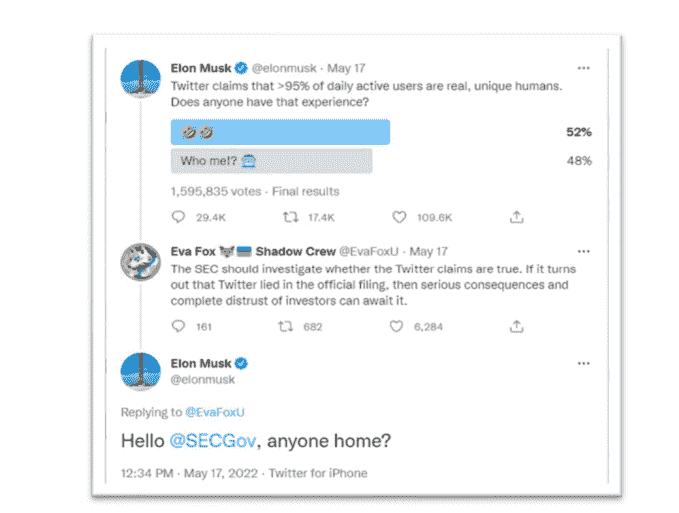 Elon Musk @elonmusk · May 17
Twitter claims that >95% of daily active users are real, unique humans.
Does anyone have that experience?
🤣🤣 52%
Who me!? 🤖 48%
1,595,835 votes · Final results
29.4K 17.4K 109.6K
Eva Fox 🦊 Shadow Crew @EvaFoxU · May 17
The SEC should investigate whether the Twitter claims are true. If it turns
out that Twitter lied in the official filing, then serious consequences and
complete distrust of investors can await it.
161 682 6,284
Elon Musk
@elonmusk
Replying to @EvaFoxU
Hello @SECGov, anyone home?
12:34 PM · May 17, 2022 · Twitter for iPhone